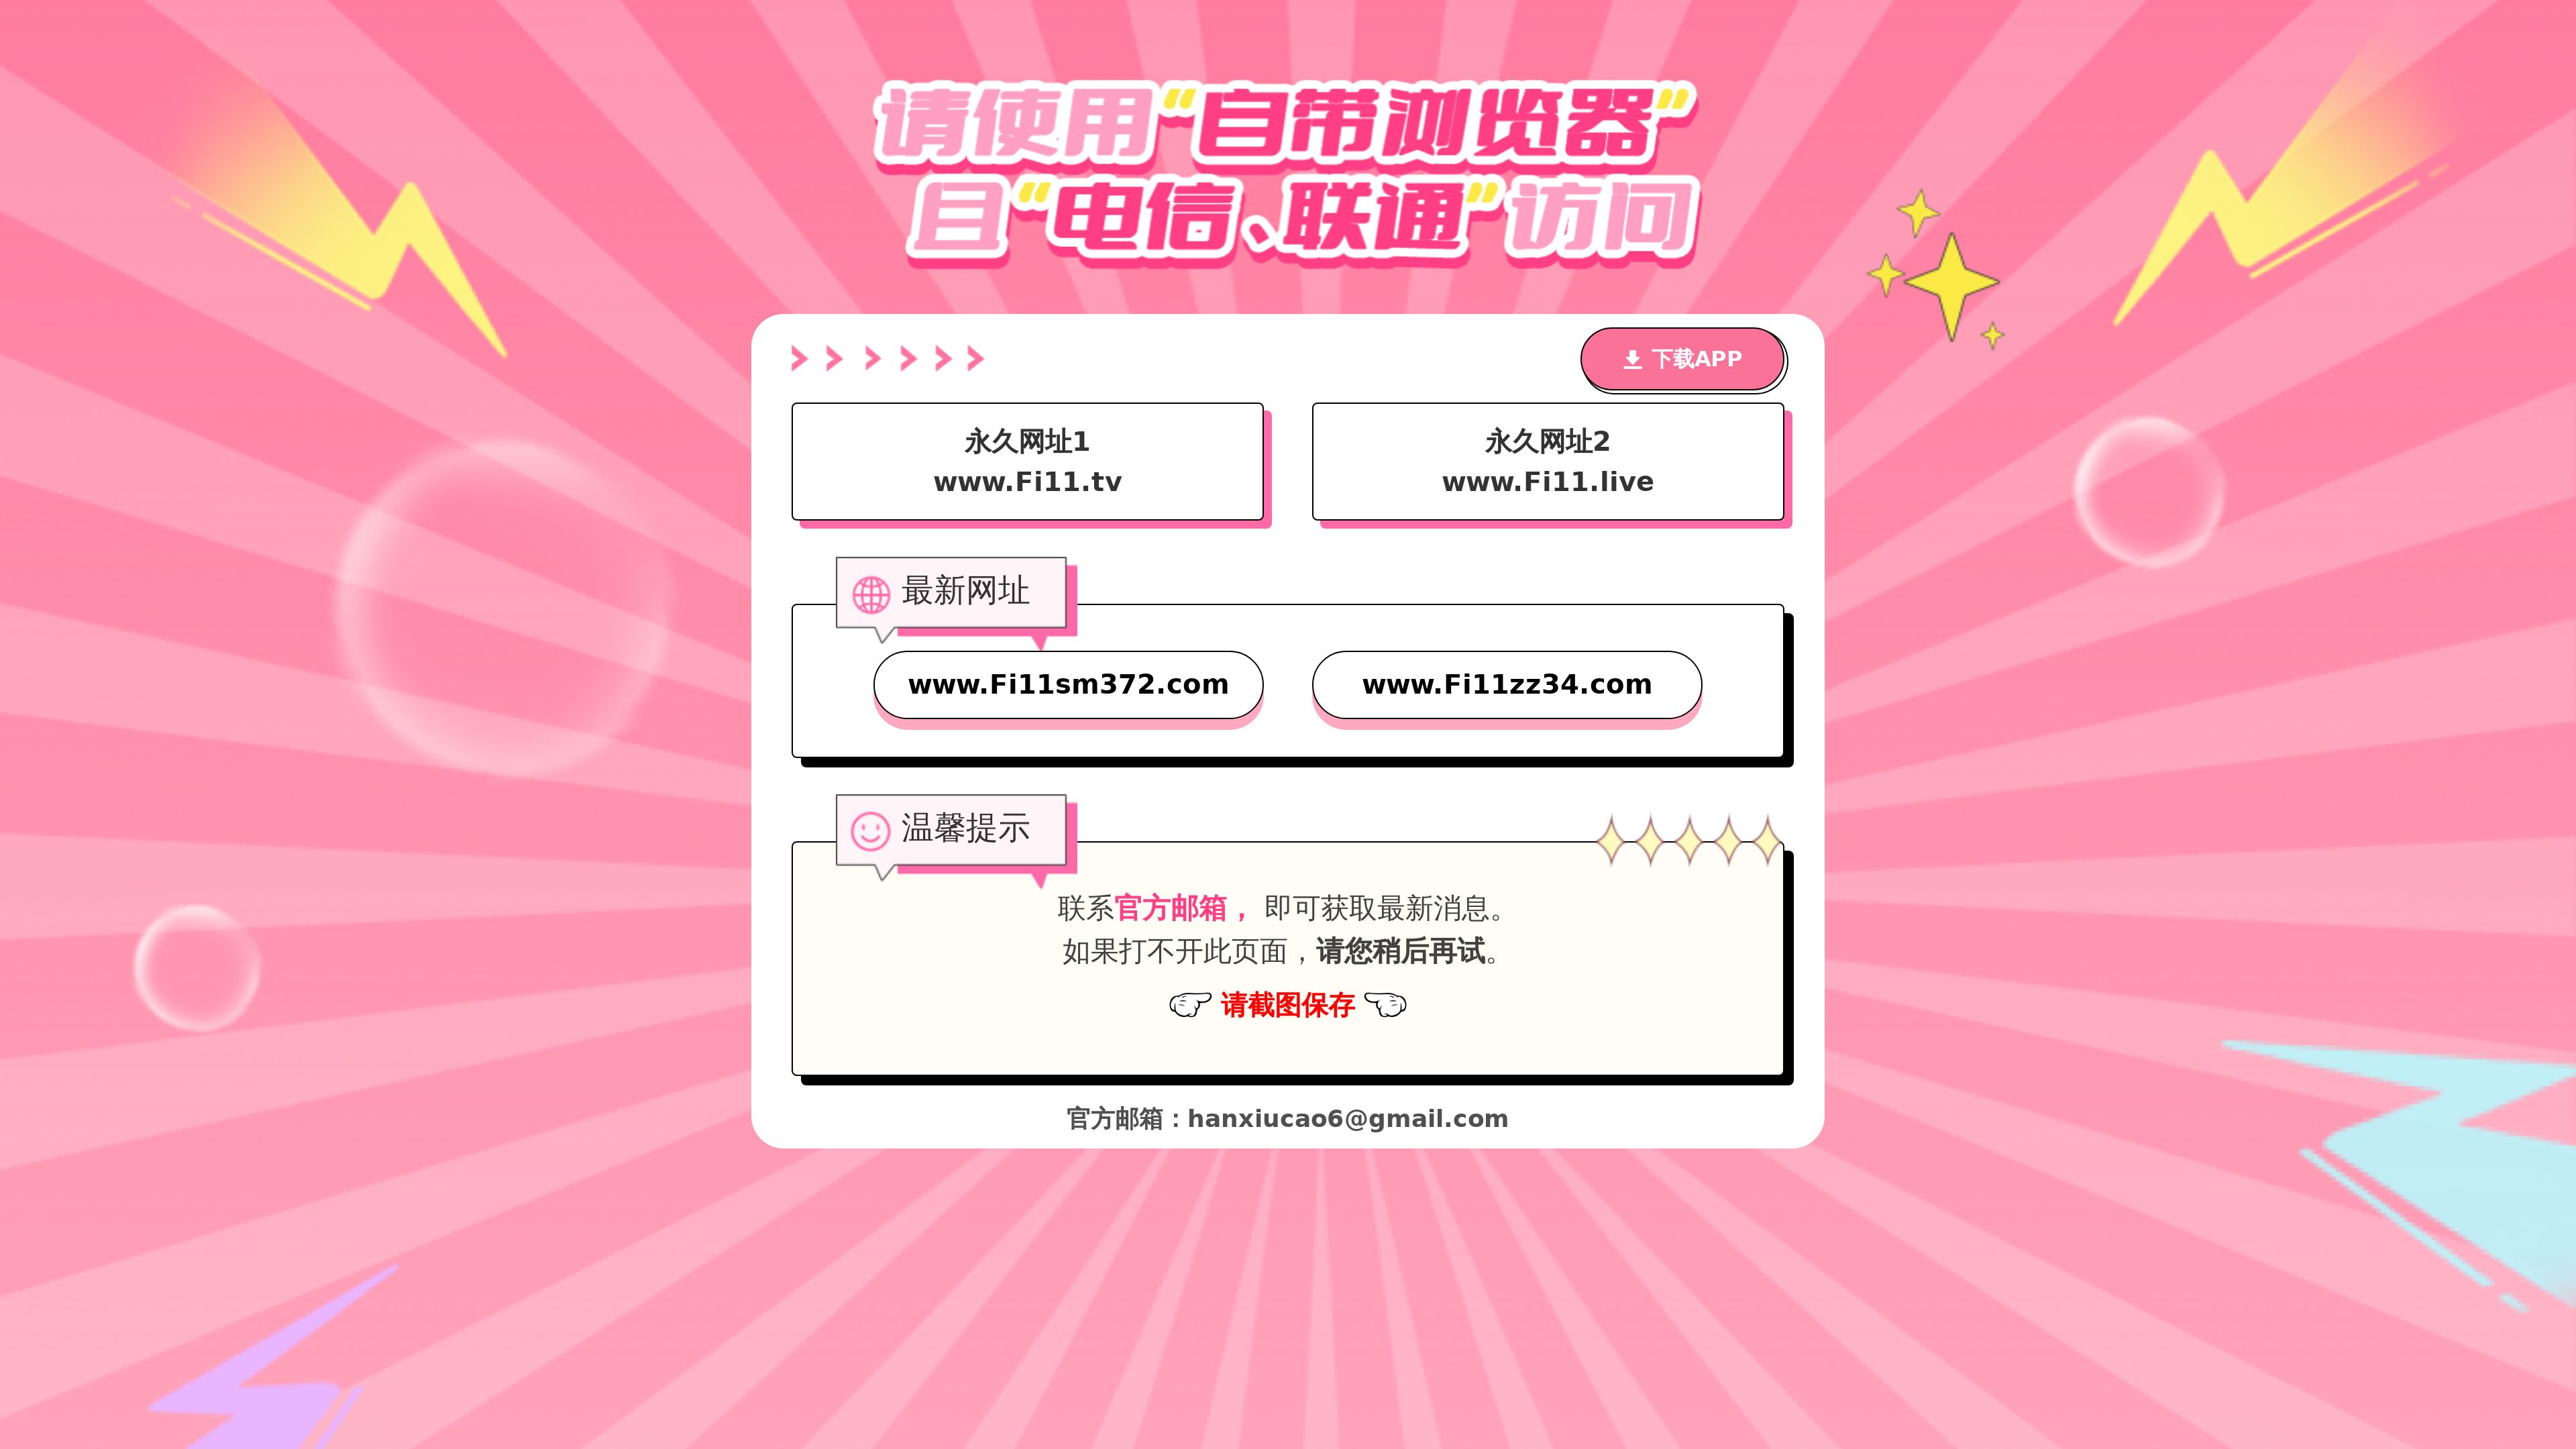 请使用“自带浏览器”
且“电信、联通”访问
下载APP
永久网址1
www.Fi11.tv
永久网址2
www.Fi11.live
最新网址
www.Fi11sm372.com
www.Fi11zz34.com
温馨提示
联系官方邮箱， 即可获取最新消息。
如果打不开此页面，请您稍后再试。
请截图保存
官方邮箱：hanxiucao6@gmail.com